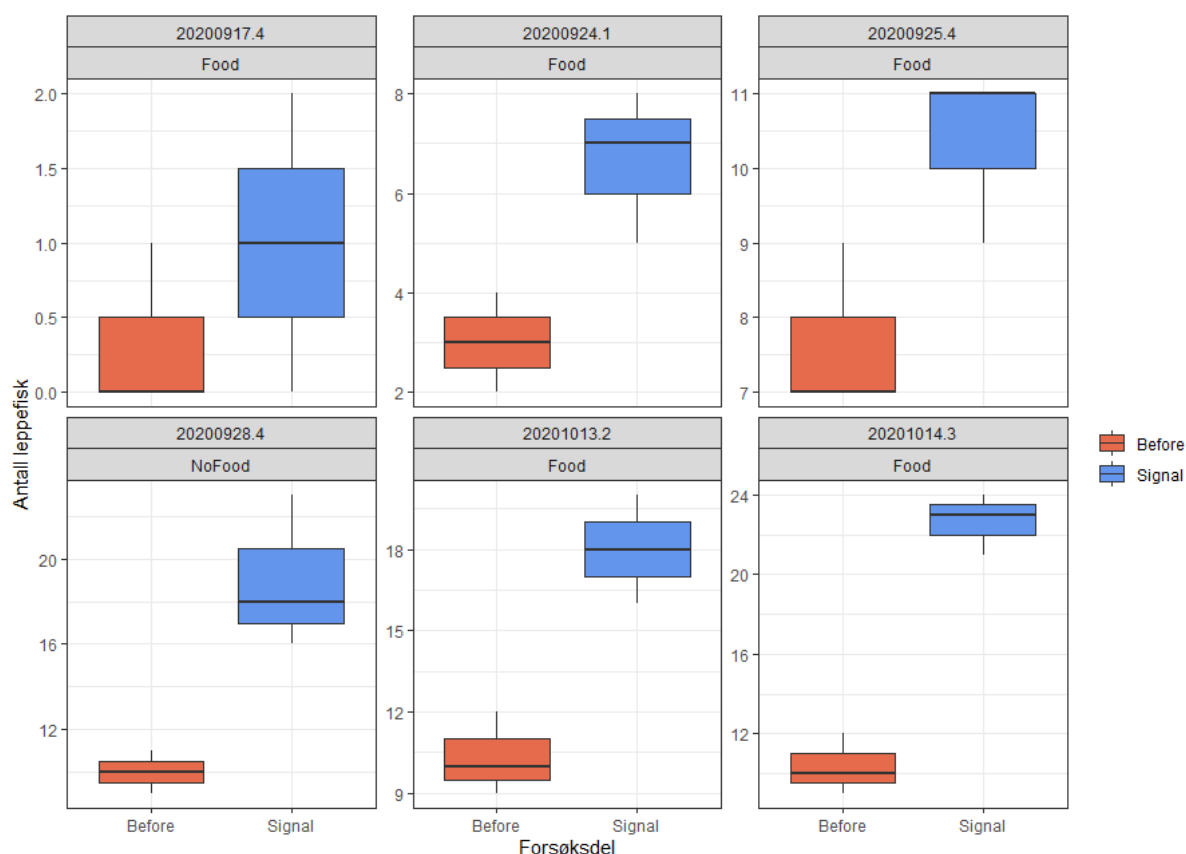 20200917.4
20200924.1
20200925.4
Food
Food
Food
2.0
1.5
1.0
0.5
0.0
8
6
4
2
11
10
9
8
7
20200928.4
20201013.2
20201014.3
NoFood
Food
Food
20
16
12
18
15
12
9
24
20
16
12
Before
Signal
Before
Signal
Before
Signal
Forsøksdel
Antall leppefisk
Before
Signal